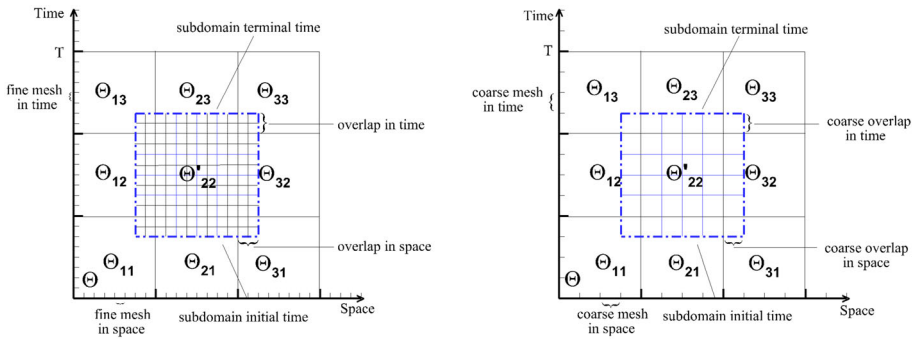 Time
subdomain terminal time
T
Θ13
Θ23
Θ33
fine mesh
in time
overlap in time
Θ12
Θ'22
Θ32
overlap in space
Θ11
Θ21
Θ31
Θ
Space
fine mesh
in space
subdomain initial time
Time
subdomain terminal time
T
Θ13
Θ23
Θ33
coarse mesh
in time
coarse overlap
in time
Θ12
Θ'22
Θ32
coarse overlap
in space
Θ11
Θ21
Θ31
Θ
Space
coarse mesh
in space
subdomain initial time